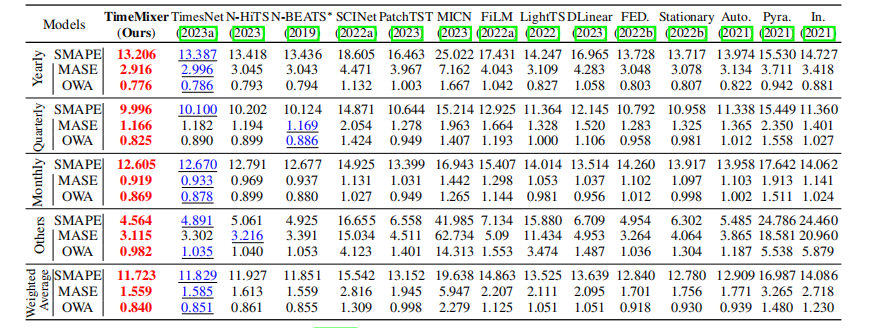 Models TimeMixer TimesNet N-HiTS N-BEATS* SCINet PatchTST MICN FiLM LightTS DLinear FED. Stationary Auto. Pyra. In.
(Ours) (2023a) (2023) (2019) (2022a) (2023) (2023) (2022a) (2022) (2023) (2022b) (2022b) (2021) (2021) (2021)
Yearly
SMAPE 13.206 13.387 13.418 13.436 18.605 16.463 25.022 17.431 14.247 16.965 13.728 13.717 13.974 15.530 14.727
MASE 2.916 2.996 3.045 3.043 4.471 3.967 7.162 4.043 3.109 4.283 3.048 3.078 3.134 3.711 3.418
OWA 0.776 0.786 0.793 0.794 1.132 1.003 1.667 1.042 0.827 1.058 0.803 0.807 0.822 0.942 0.881
Quarterly
SMAPE 9.996 10.100 10.202 10.124 14.871 10.644 15.214 12.925 11.364 12.145 10.792 10.958 11.338 15.449 11.360
MASE 1.166 1.182 1.194 1.169 2.054 1.278 1.963 1.664 1.328 1.520 1.283 1.325 1.365 2.350 1.401
OWA 0.825 0.890 0.899 0.886 1.424 0.949 1.407 1.193 1.000 1.106 0.958 0.981 1.012 1.558 1.027
Monthly
SMAPE 12.605 12.670 12.791 12.677 14.925 13.399 16.943 15.407 14.014 13.514 14.260 13.917 13.958 17.642 14.062
MASE 0.919 0.933 0.969 0.937 1.131 1.031 1.442 1.298 1.053 1.037 1.102 1.097 1.103 1.913 1.141
OWA 0.869 0.878 0.899 0.880 1.027 0.949 1.265 1.144 0.981 0.956 1.012 0.998 1.002 1.511 1.024
Others
SMAPE 4.564 4.891 5.061 4.925 16.655 6.558 41.985 7.134 15.880 6.709 4.954 6.302 5.485 24.786 24.460
MASE 3.115 3.302 3.216 3.391 15.034 4.511 62.734 5.09 11.434 4.953 3.264 4.064 3.865 18.581 20.960
OWA 0.982 1.035 1.040 1.053 4.123 1.401 14.313 1.553 3.474 1.487 1.036 1.304 1.187 5.538 5.879
Weighted
Average
SMAPE 11.723 11.829 11.927 11.851 15.542 13.152 19.638 14.863 13.525 13.639 12.840 12.780 12.909 16.987 14.086
MASE 1.559 1.585 1.613 1.559 2.816 1.945 5.947 2.207 2.111 2.095 1.701 1.756 1.771 3.265 2.718
OWA 0.840 0.851 0.861 0.855 1.309 0.998 2.279 1.125 1.051 1.051 0.918 0.930 0.939 1.480 1.230